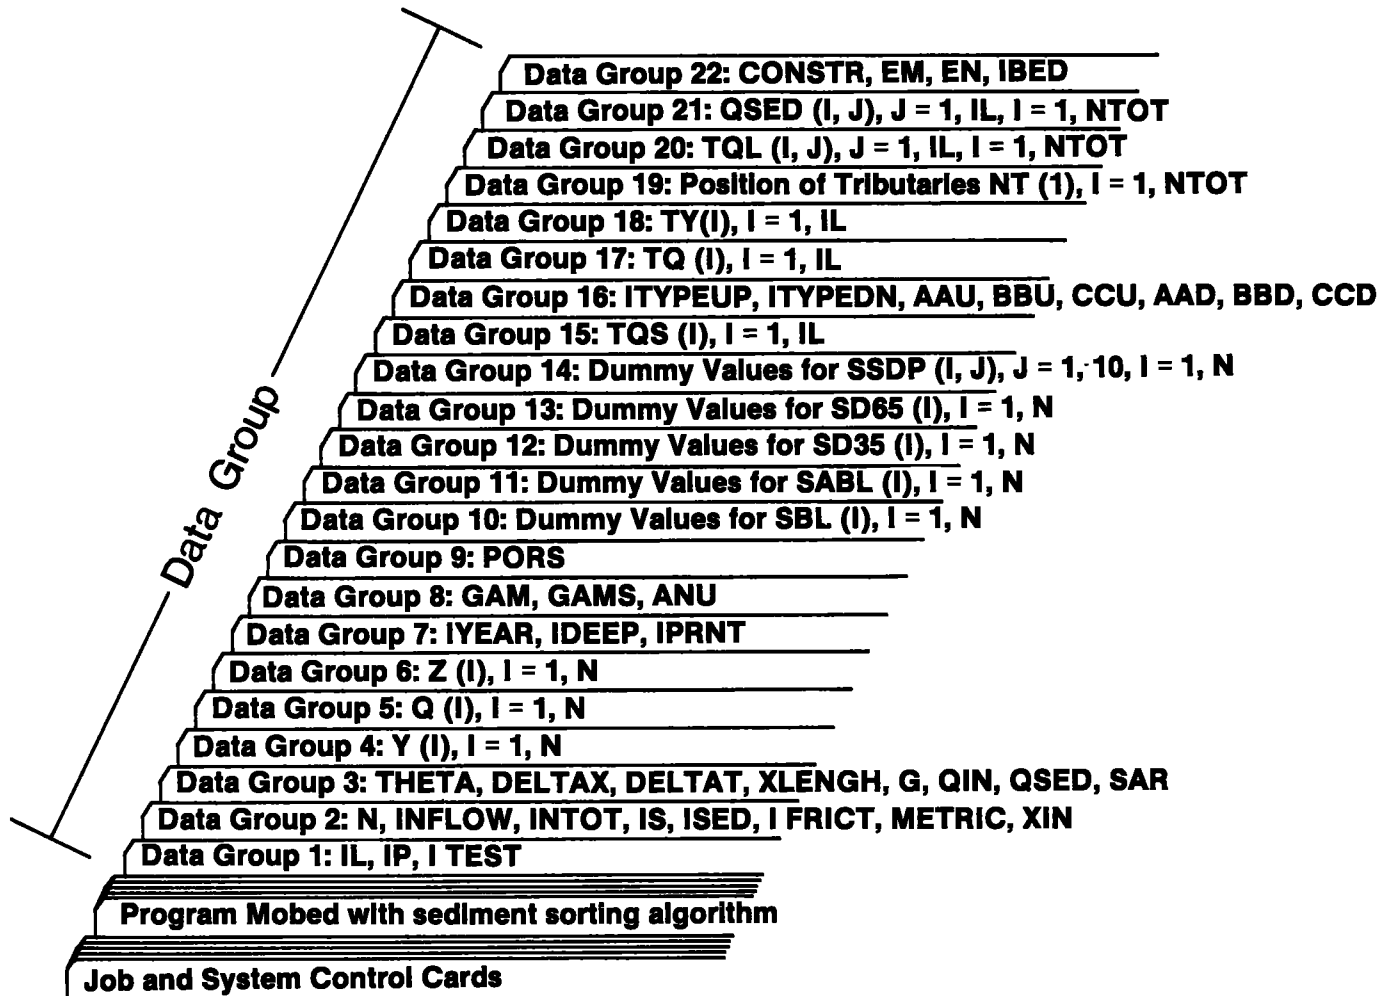 Data Group 22: CONSTR, EM, EN, IBED
Data Group 21: QSED (I, J), J = 1, IL, I = 1, NTOT
Data Group 20: TQL (I, J), J = 1, IL, I = 1, NTOT
Data Group 19: Position of Tributaries NT (1), I = 1, NTOT
Data Group 18: TY(I), I = 1, IL
Data Group 17: TQ (I), I = 1, IL
Data Group 16: ITYPEUP, ITYPEDN, AAU, BBU, CCU, AAD, BBD, CCD
Data Group 15: TQS (I), I = 1, IL
Data Group 14: Dummy Values for SSDP (I, J), J = 1, 10, I = 1, N
Data Group 13: Dummy Values for SD65 (I), I = 1, N
Data Group 12: Dummy Values for SD35 (I), I = 1, N
Data Group 11: Dummy Values for SABL (I), I = 1, N
Data Group 10: Dummy Values for SBL (I), I = 1, N
Data Group 9: PORS
Data Group 8: GAM, GAMS, ANU
Data Group 7: IYEAR, IDEEP, IPRNT
Data Group 6: Z (I), I = 1, N
Data Group 5: Q (I), I = 1, N
Data Group 4: Y (I), I = 1, N
Data Group 3: THETA, DELTAX, DELTAT, XLENGH, G, QIN, QSED, SAR
Data Group 2: N, INFLOW, INTOT, IS, ISED, I FRICT, METRIC, XIN
Data Group 1: IL, IP, I TEST
Program Mobed with sediment sorting algorithm
Job and System Control Cards
Data Group